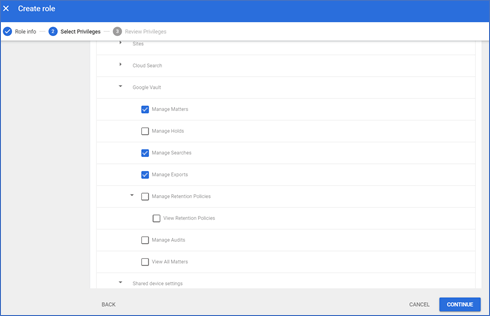 Create role
Role info
2 Select Privileges
3 Review Privileges
Sites
Cloud Search
Google Vault
Manage Matters
Manage Holds
Manage Searches
Manage Exports
Manage Retention Policies
View Retention Policies
Manage Audits
View All Matters
Shared device settings
BACK CANCEL CONTINUE